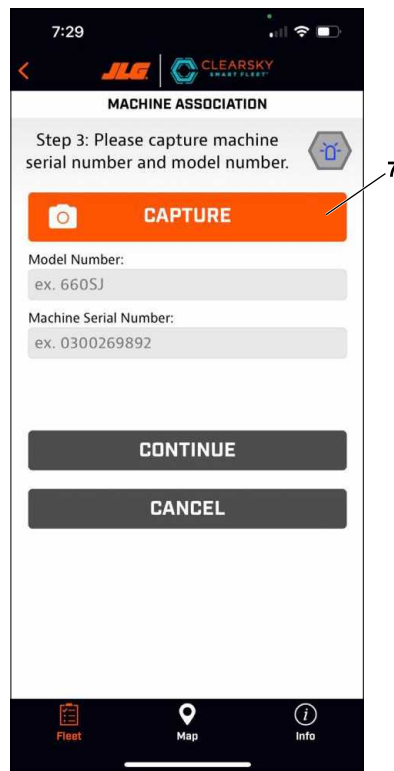 7:29
JLG
CLEARSKY
SMART FLEET
MACHINE ASSOCIATION
Step 3: Please capture machine
serial number and model number.
7
CAPTURE
Model Number:
ex. 660SJ
Machine Serial Number:
ex. 0300269892
CONTINUE
CANCEL
Fleet
Map
Info